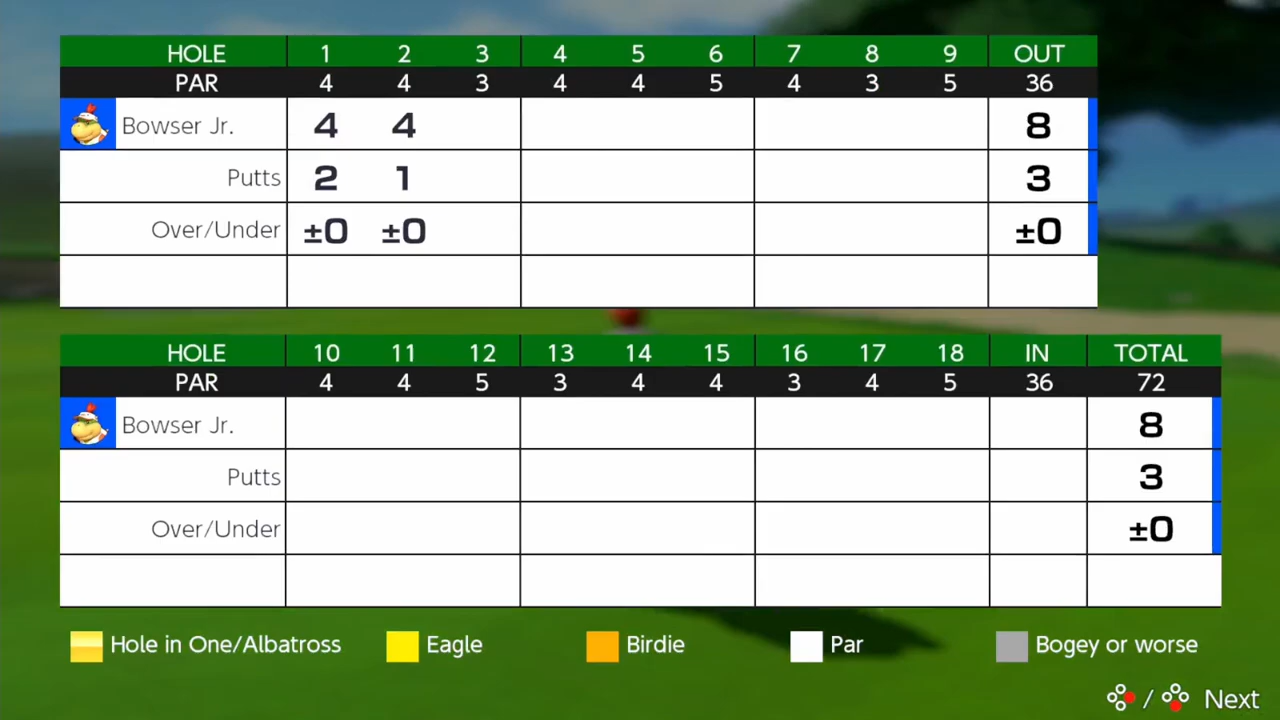 HOLE 1 2 3 4 5 6 7 8 9 OUT
PAR 4 4 3 4 4 5 4 3 5 36
Bowser Jr. 4 4 8
Putts 2 1 3
Over/Under ±0 ±0 ±0
HOLE 10 11 12 13 14 15 16 17 18 IN TOTAL
PAR 4 4 5 3 4 4 3 4 5 36 72
Bowser Jr. 8
Putts 3
Over/Under ±0
Hole in One/Albatross Eagle Birdie Par Bogey or worse
/ Next